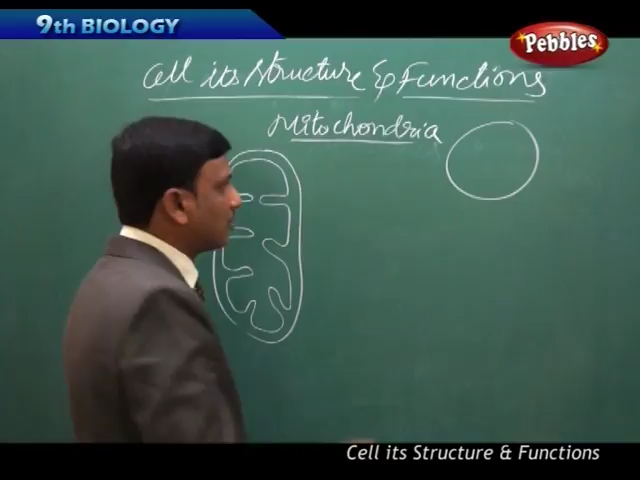 9th BIOLOGY
Pebbles
Cell its Structure & Functions
Mitochondria
Cell its Structure & Functions